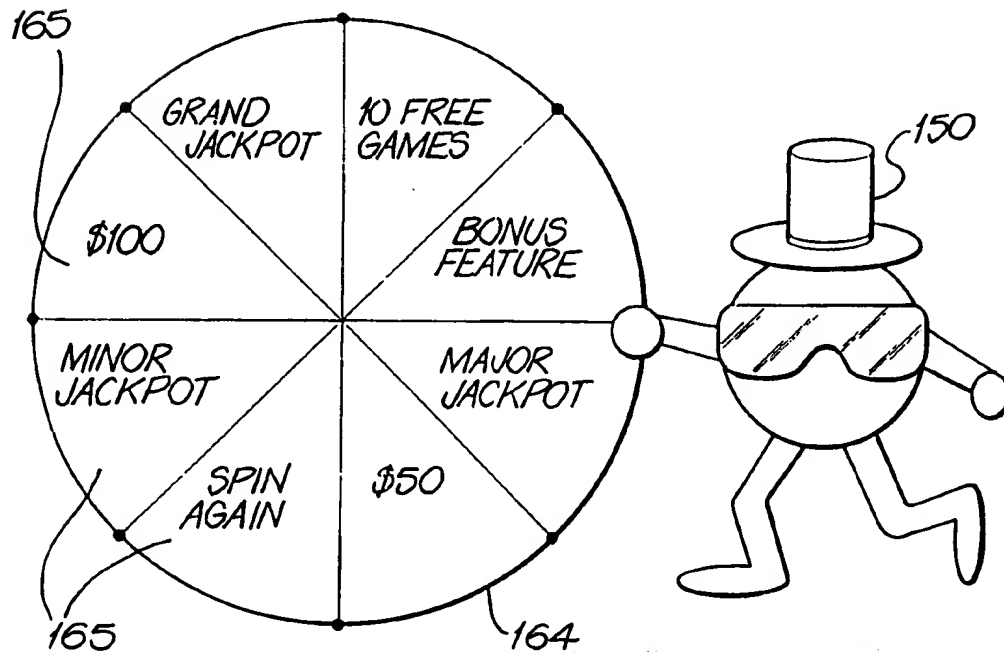 165
GRAND
JACKPOT
10 FREE
GAMES
150
$100
BONUS
FEATURE
MINOR
JACKPOT
MAJOR
JACKPOT
SPIN
AGAIN
$50
165
164